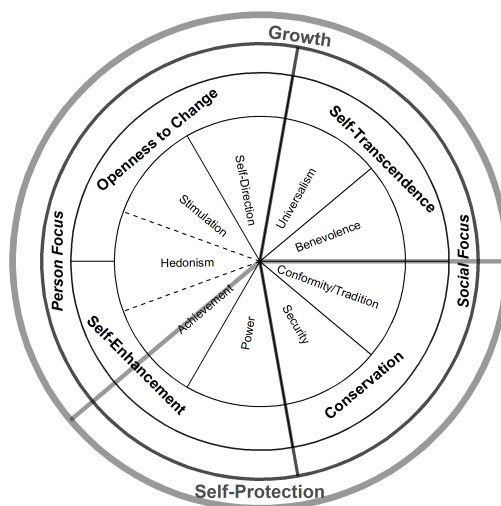 Growth
Openness to Change
Self-Transcendence
Self-Direction
Universalism
Stimulation
Benevolence
Person Focus
Hedonism
Social Focus
Conformity/Tradition
Achievement
Power
Security
Self-Enhancement
Conservation
Self-Protection